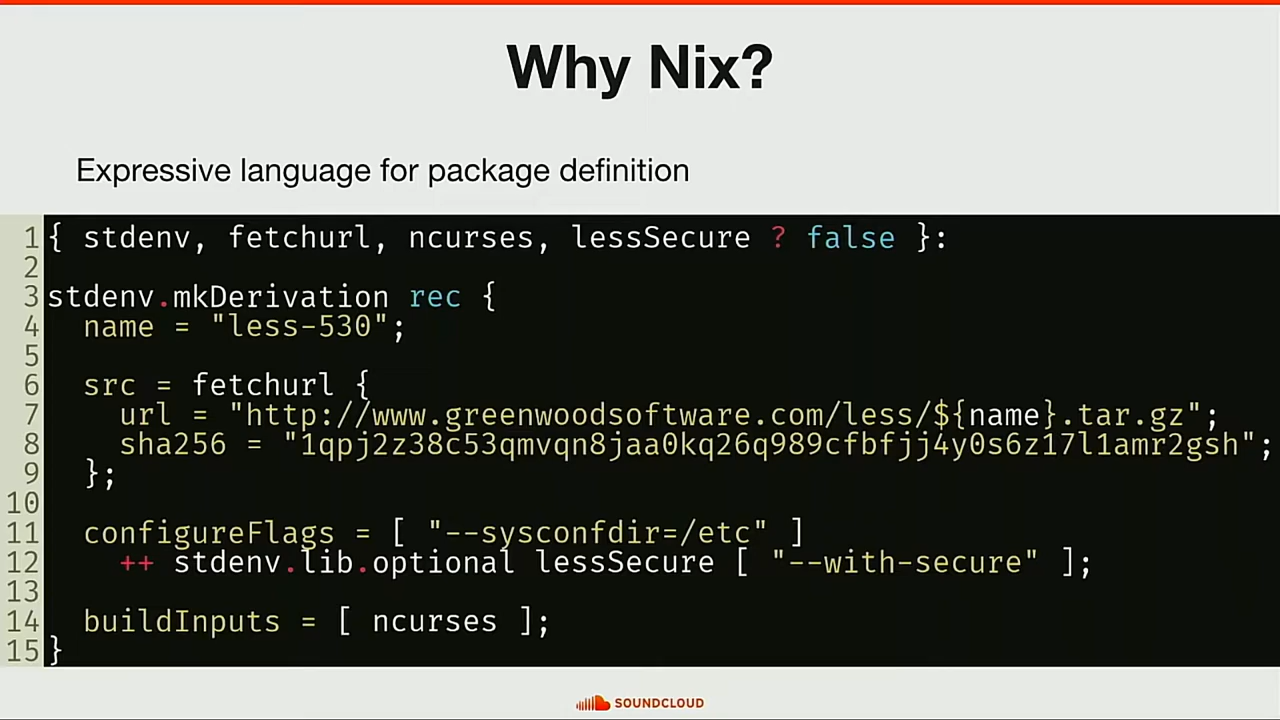 Why Nix?
Expressive language for package definition
1 { stdenv, fetchurl, ncurses, lessSecure ? false }:
2
3 stdenv.mkDerivation rec {
4   name = "less-530";
5
6   src = fetchurl {
7     url = "http://www.greenwoodsoftware.com/less/${name}.tar.gz";
8     sha256 = "1qpj2z38c53qmvqn8jaa0kq26q989cfbfjj4y0s6z17l1amr2gsh";
9   };
10
11   configureFlags = [ "--sysconfdir=/etc" ]
12     ++ stdenv.lib.optional lessSecure [ "--with-secure" ];
13
14   buildInputs = [ ncurses ];
15 }
SOUNDCLOUD